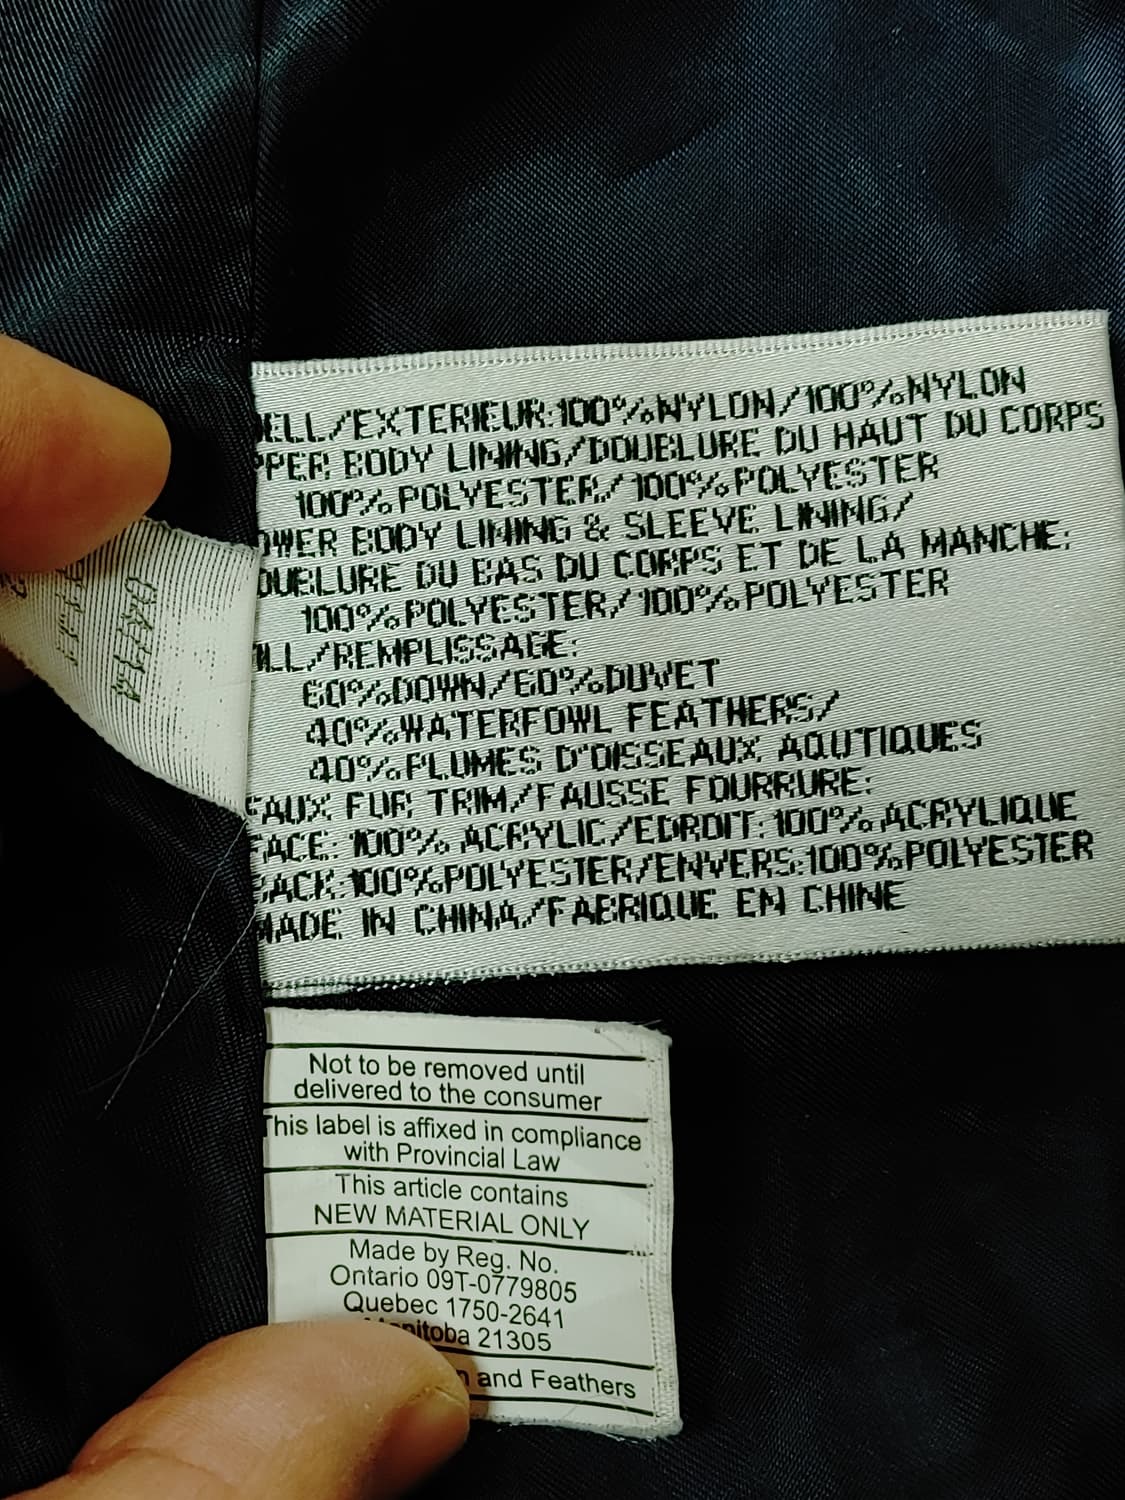 ELL/EXTERIEUR:100%NYLON/100%NYLON
PPER BODY LINING/DOUBLURE DU HAUT DU CORPS
100%POLYESTER/100%POLYESTER
OWER BODY LINING & SLEEVE LINING/
OUBLURE DU BAS DU CORPS ET DE LA MANCHE:
100%POLYESTER/100%POLYESTER
ILL/REMPLISSAGE:
60%DOWN/60%DUVET
40%WATERFOWL FEATHERS/
40%PLUMES D'OISSEAUX AQUTIQUES
FAUX FUR TRIM/FAUSSE FOURRURE:
FACE: 100% ACRYLIC/EDROIT: 100%ACRYLIQUE
BACK:100%POLYESTER/ENVERS:100%POLYESTER
MADE IN CHINA/FABRIQUE EN CHINE
Not to be removed until
delivered to the consumer
This label is affixed in compliance
with Provincial Law
This article contains
NEW MATERIAL ONLY
Made by Reg. No.
Ontario 09T-0779805
Quebec 1750-2641
Manitoba 21305
and Feathers